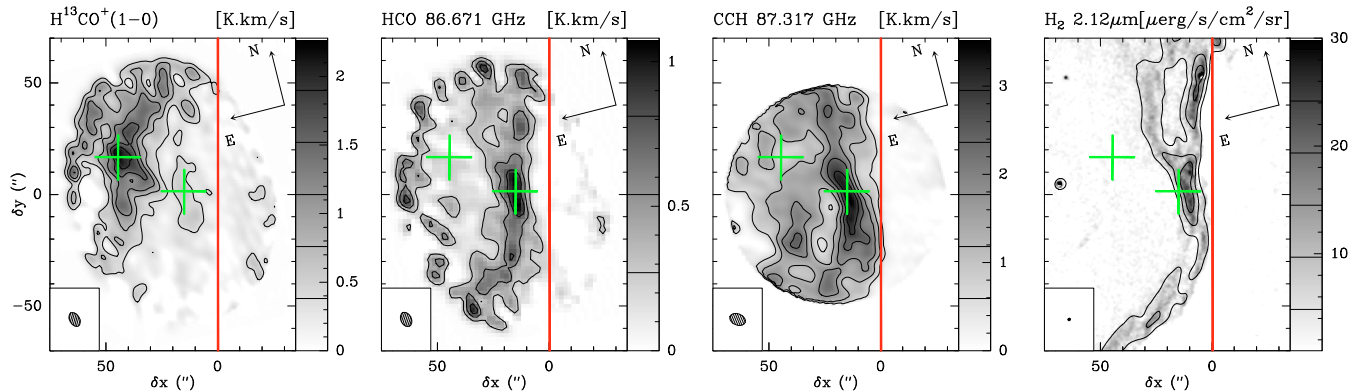 H¹³CO⁺(1−0) [K.km/s]
HCO 86.671 GHz [K.km/s]
CCH 87.317 GHz [K.km/s]
H₂ 2.12μm[μerg/s/cm²/sr]
N
E
N
E
N
E
N
E
50
0
−50
δy (″)
2
1.5
1
0.5
0
1
0.5
0
3
2
1
0
30
20
10
50 0
50 0
50 0
50 0
δx (″)
δx (″)
δx (″)
δx (″)